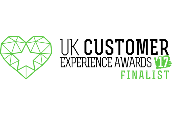 UK CUSTOMER
EXPERIENCE AWARDS '17
FINALIST